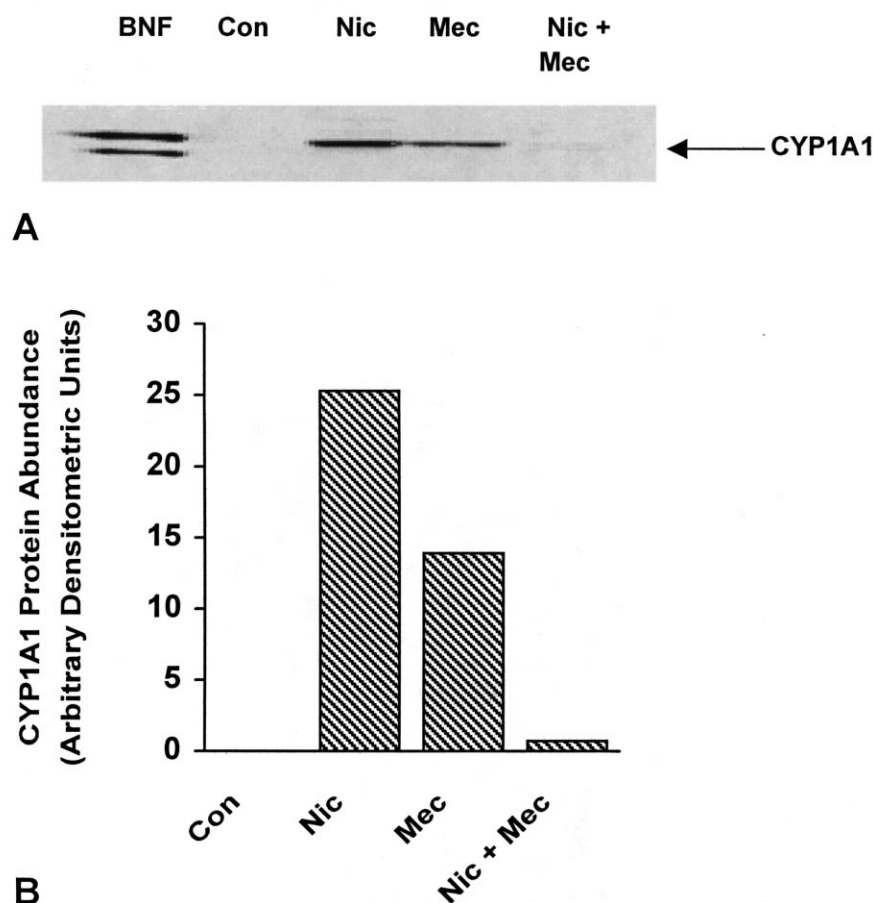 BNF Con Nic Mec Nic +
Mec
CYP1A1
A
CYP1A1 Protein Abundance
(Arbitrary Densitometric Units)
30
25
20
15
10
5
0
Con Nic Mec Nic + Mec
B